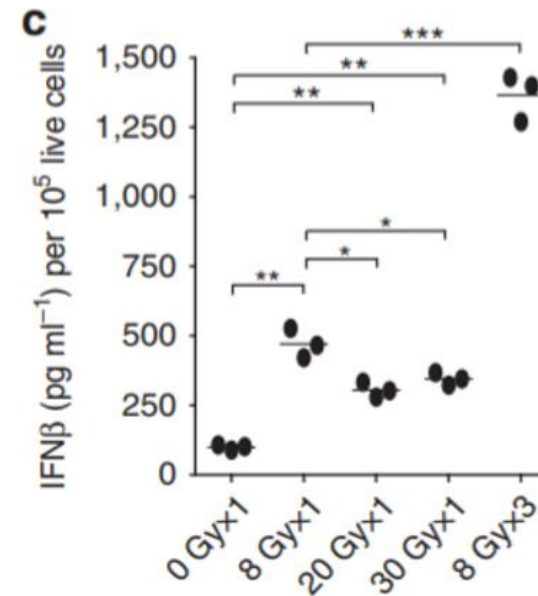 c
IFNβ (pg ml⁻¹) per 10⁵ live cells
***
1,500
**
**
1,250
1,000
*
750
*
**
500
250
0
0 Gy×1
8 Gy×1
20 Gy×1
30 Gy×1
8 Gy×3